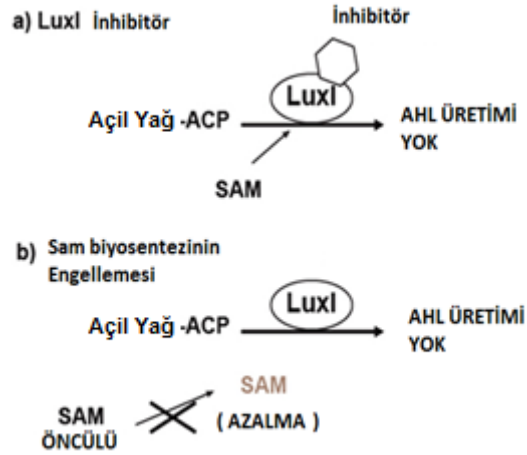 a) LuxI İnhibitör
İnhibitör
LuxI
Açil Yağ -ACP
AHL ÜRETİMİ
YOK
SAM
b) Sam biyosentezinin
Engellemesi
LuxI
Açil Yağ -ACP
AHL ÜRETİMİ
YOK
SAM
SAM
ÖNCÜLÜ
( AZALMA )